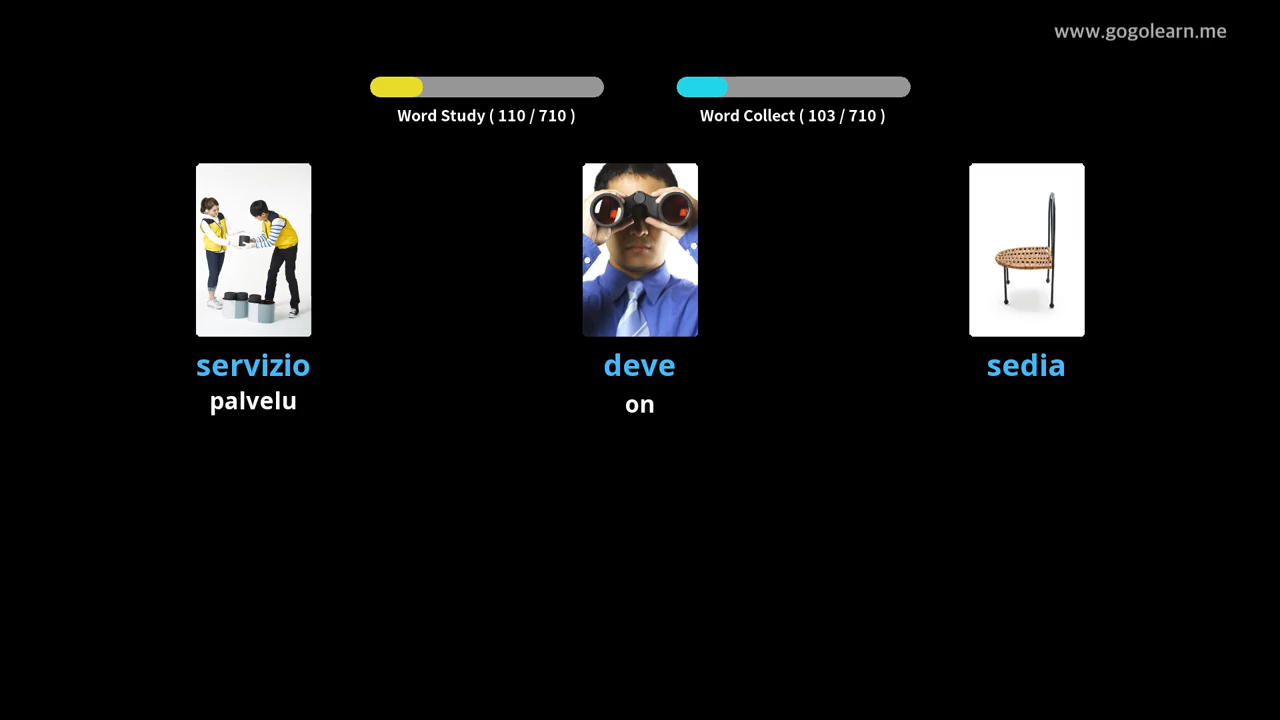 www.gogolearn.me
Word Study ( 110 / 710 )
Word Collect ( 103 / 710 )
servizio
palvelu
deve
on
sedia